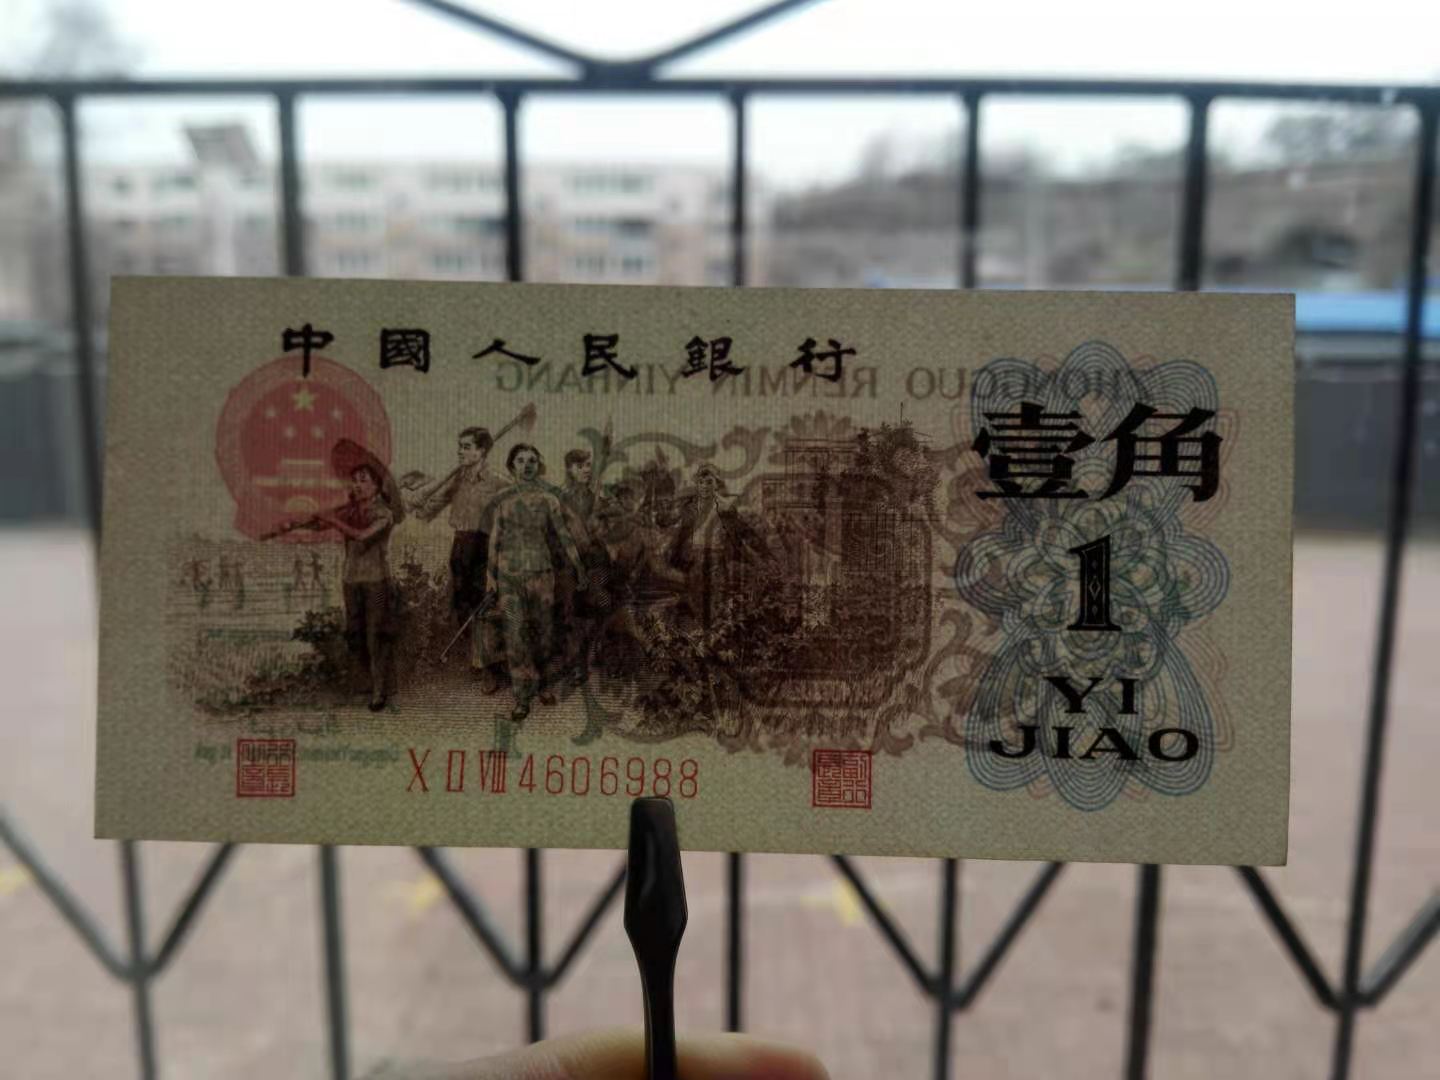 中國人民銀行
ZHONGGUO RENMIN YINHANG
壹角
1
YI
JIAO
X II VIII 4606988